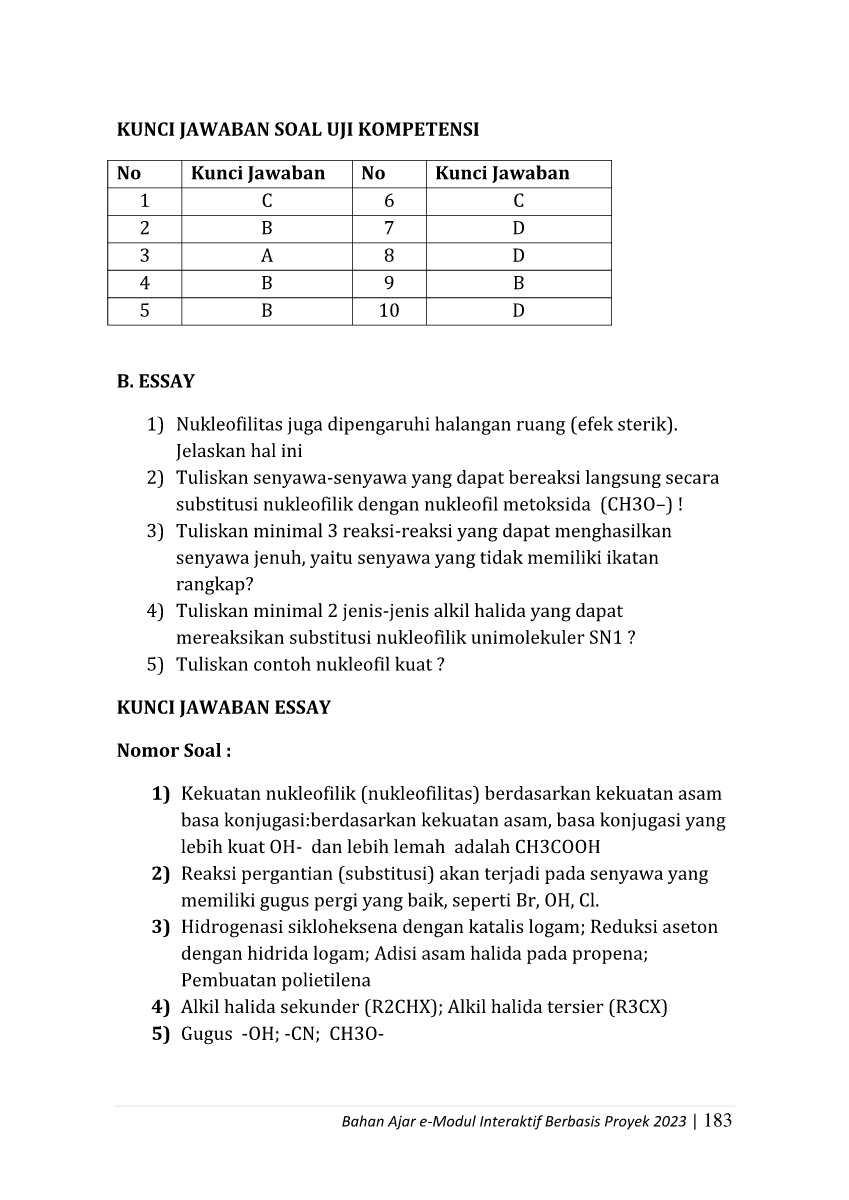 KUNCI JAWABAN SOAL UJI KOMPETENSI
No Kunci Jawaban No Kunci Jawaban
1 C 6 C
2 B 7 D
3 A 8 D
4 B 9 B
5 B 10 D
B. ESSAY
1) Nukleofilitas juga dipengaruhi halangan ruang (efek sterik).
Jelaskan hal ini
2) Tuliskan senyawa-senyawa yang dapat bereaksi langsung secara
substitusi nukleofilik dengan nukleofil metoksida (CH3O–) !
3) Tuliskan minimal 3 reaksi-reaksi yang dapat menghasilkan
senyawa jenuh, yaitu senyawa yang tidak memiliki ikatan
rangkap?
4) Tuliskan minimal 2 jenis-jenis alkil halida yang dapat
mereaksikan substitusi nukleofilik unimolekuler SN1 ?
5) Tuliskan contoh nukleofil kuat ?
KUNCI JAWABAN ESSAY
Nomor Soal :
1) Kekuatan nukleofilik (nukleofilitas) berdasarkan kekuatan asam
basa konjugasi:berdasarkan kekuatan asam, basa konjugasi yang
lebih kuat OH- dan lebih lemah adalah CH3COOH
2) Reaksi pergantian (substitusi) akan terjadi pada senyawa yang
memiliki gugus pergi yang baik, seperti Br, OH, Cl.
3) Hidrogenasi sikloheksena dengan katalis logam; Reduksi aseton
dengan hidrida logam; Adisi asam halida pada propena;
Pembuatan polietilena
4) Alkil halida sekunder (R2CHX); Alkil halida tersier (R3CX)
5) Gugus -OH; -CN; CH3O-
Bahan Ajar e-Modul Interaktif Berbasis Proyek 2023 | 183